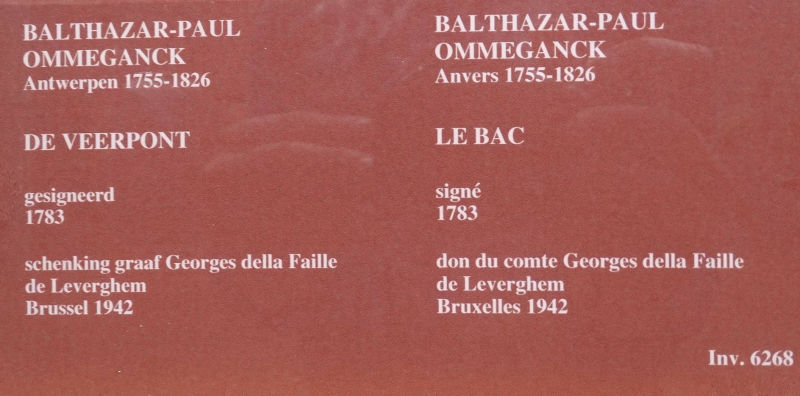 BALTHAZAR-PAUL
OMMEGANCK
Antwerpen 1755-1826
DE VEERPONT
gesigneerd
1783
schenking graaf Georges della Faille
de Leverghem
Brussel 1942
BALTHAZAR-PAUL
OMMEGANCK
Anvers 1755-1826
LE BAC
signé
1783
don du comte Georges della Faille
de Leverghem
Bruxelles 1942
Inv. 6268